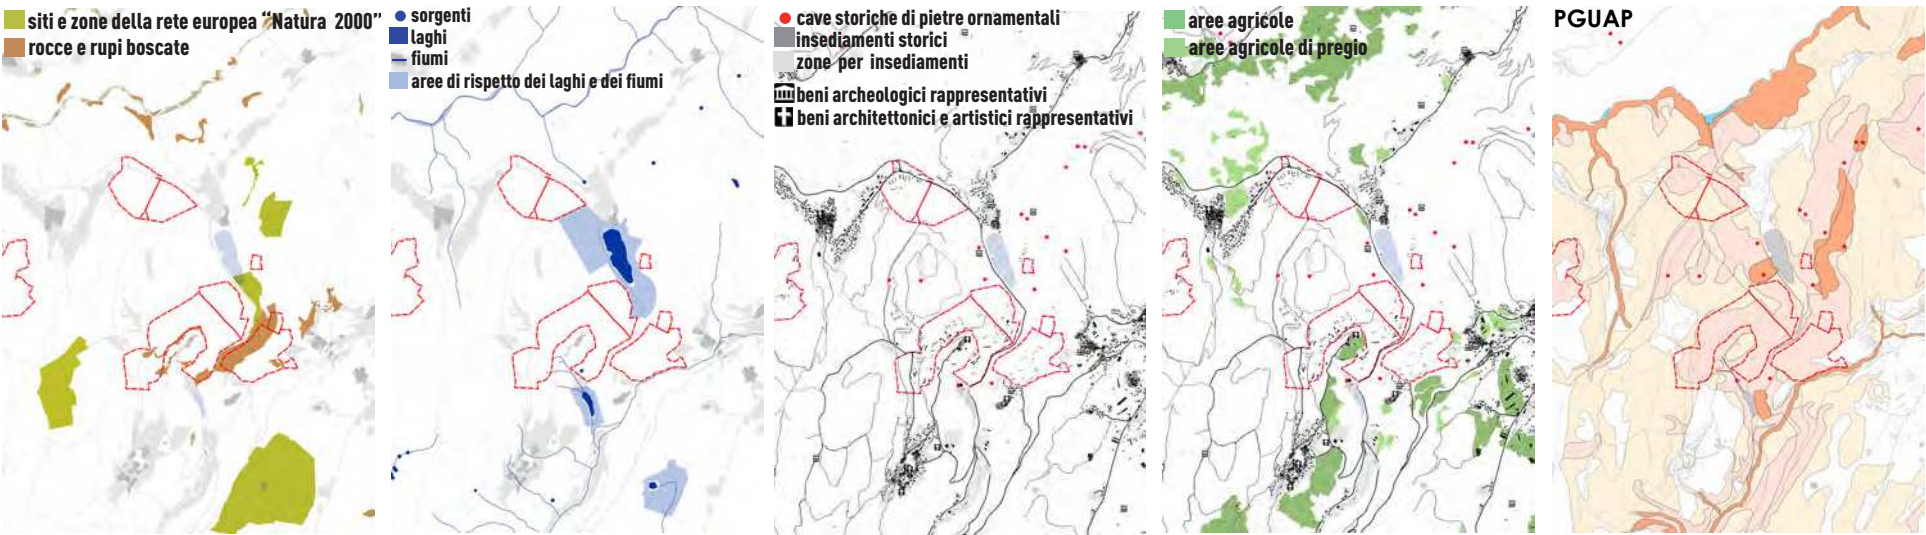 siti e zone della rete europea “Natura 2000”
rocce e rupi boscate
sorgenti
laghi
fiumi
aree di rispetto dei laghi e dei fiumi
cave storiche di pietre ornamentali
insediamenti storici
zone per insediamenti
beni archeologici rappresentativi
beni architettonici e artistici rappresentativi
aree agricole
aree agricole di pregio
PGUAP